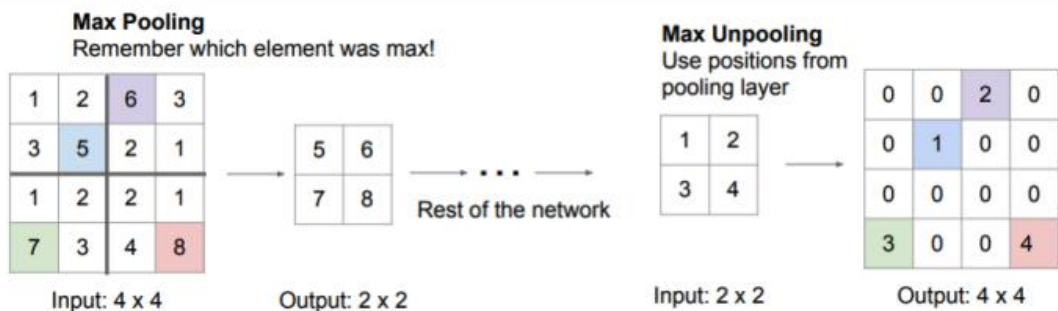 Max Pooling
Remember which element was max!
1 2 6 3
3 5 2 1
1 2 2 1
7 3 4 8
Input: 4 x 4
5 6
7 8
Output: 2 x 2
...
Rest of the network
Max Unpooling
Use positions from
pooling layer
1 2
3 4
Input: 2 x 2
0 0 2 0
0 1 0 0
0 0 0 0
3 0 0 4
Output: 4 x 4